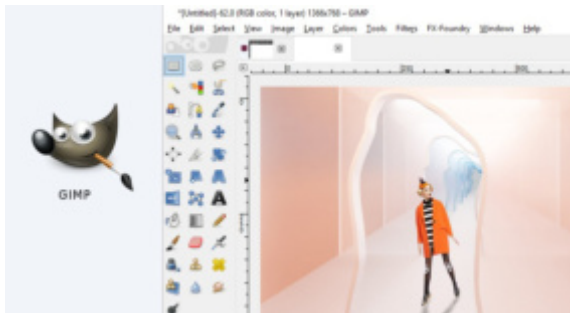 *[Untitled]-62.0 (RGB color, 1 layer) 1366x768 – GIMP
File Edit Select View Image Layer Colors Tools Filters FX-Foundry Windows Help
GIMP